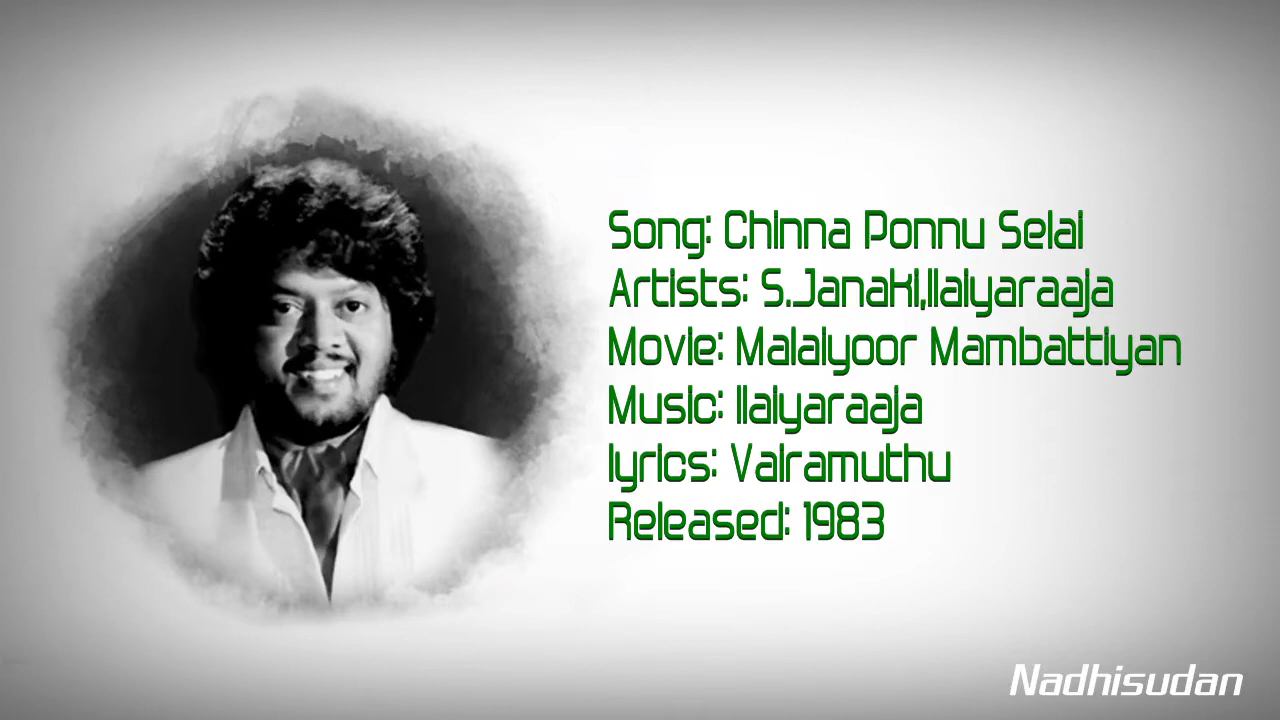 Song: Chinna Ponnu Selai
Artists: S.Janaki,Ilaiyaraaja
Movie: Malaiyoor Mambattiyan
Music: Ilaiyaraaja
lyrics: Vairamuthu
Released: 1983
Nadhisudan